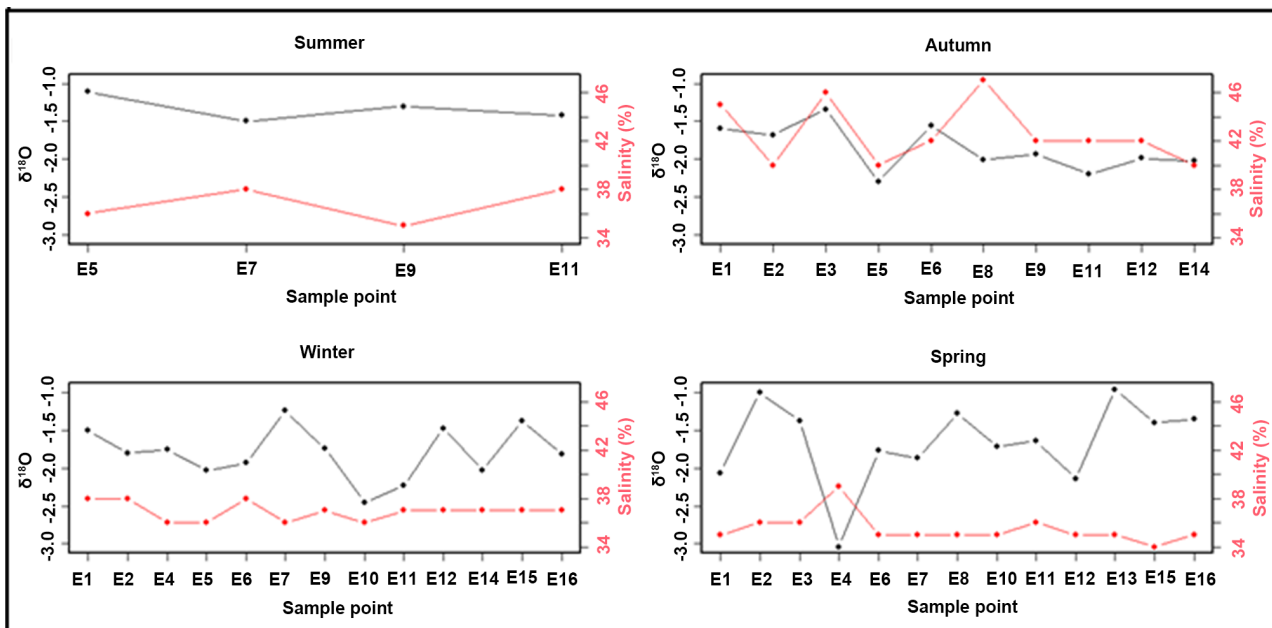 Summer
-1.0
-1.5
-2.0
-2.5
-3.0
δ¹⁸O
46
42
38
34
Salinity (%)
E5 E7 E9 E11
Sample point
Autumn
-1.0
-1.5
-2.0
-2.5
-3.0
δ¹⁸O
46
42
38
34
Salinity (%)
E1 E2 E3 E5 E6 E8 E9 E11 E12 E14
Sample point
Winter
-1.0
-1.5
-2.0
-2.5
-3.0
δ¹⁸O
46
42
38
34
Salinity (%)
E1 E2 E4 E5 E6 E7 E9 E10 E11 E12 E14 E15 E16
Sample point
Spring
-1.0
-1.5
-2.0
-2.5
-3.0
δ¹⁸O
46
42
38
34
Salinity (%)
E1 E2 E3 E4 E6 E7 E8 E10 E11 E12 E13 E15 E16
Sample point